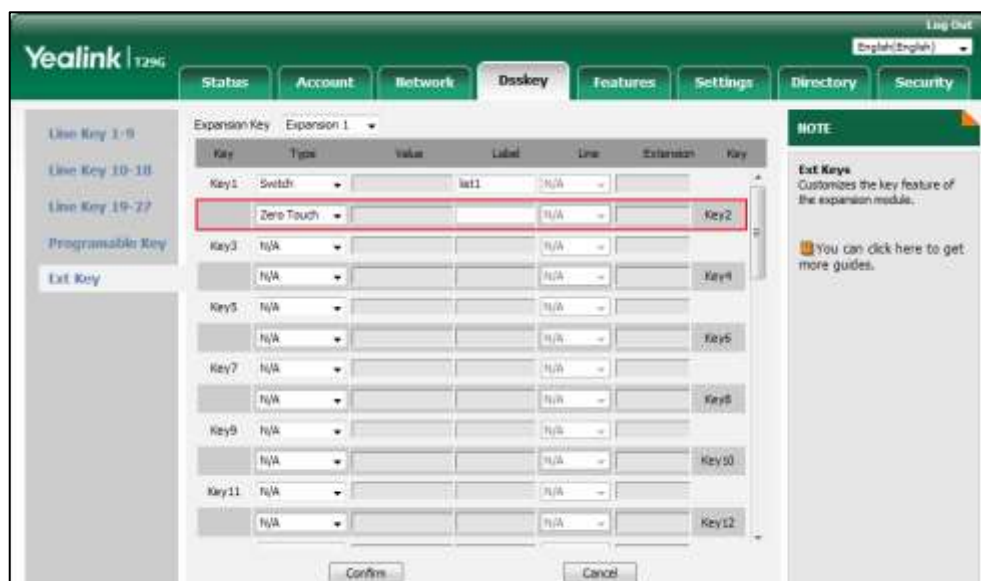 Log Out
Yealink T29G
English(English)
Status Account Network Dsskey Features Settings Directory Security
Line Key 1-9
Line Key 10-18
Line Key 19-27
Programable Key
Ext Key
Expansion Key Expansion 1
Key Type Value Label Line Extension Key
Key1 Switch list1 N/A
Zero Touch N/A Key2
Key3 N/A N/A
N/A N/A Key4
Key5 N/A N/A
N/A N/A Key6
Key7 N/A N/A
N/A N/A Key8
Key9 N/A N/A
N/A N/A Key10
Key11 N/A N/A
N/A N/A Key12
Confirm Cancel
NOTE
Ext Keys
Customizes the key feature of
the expansion module.
You can click here to get
more guides.